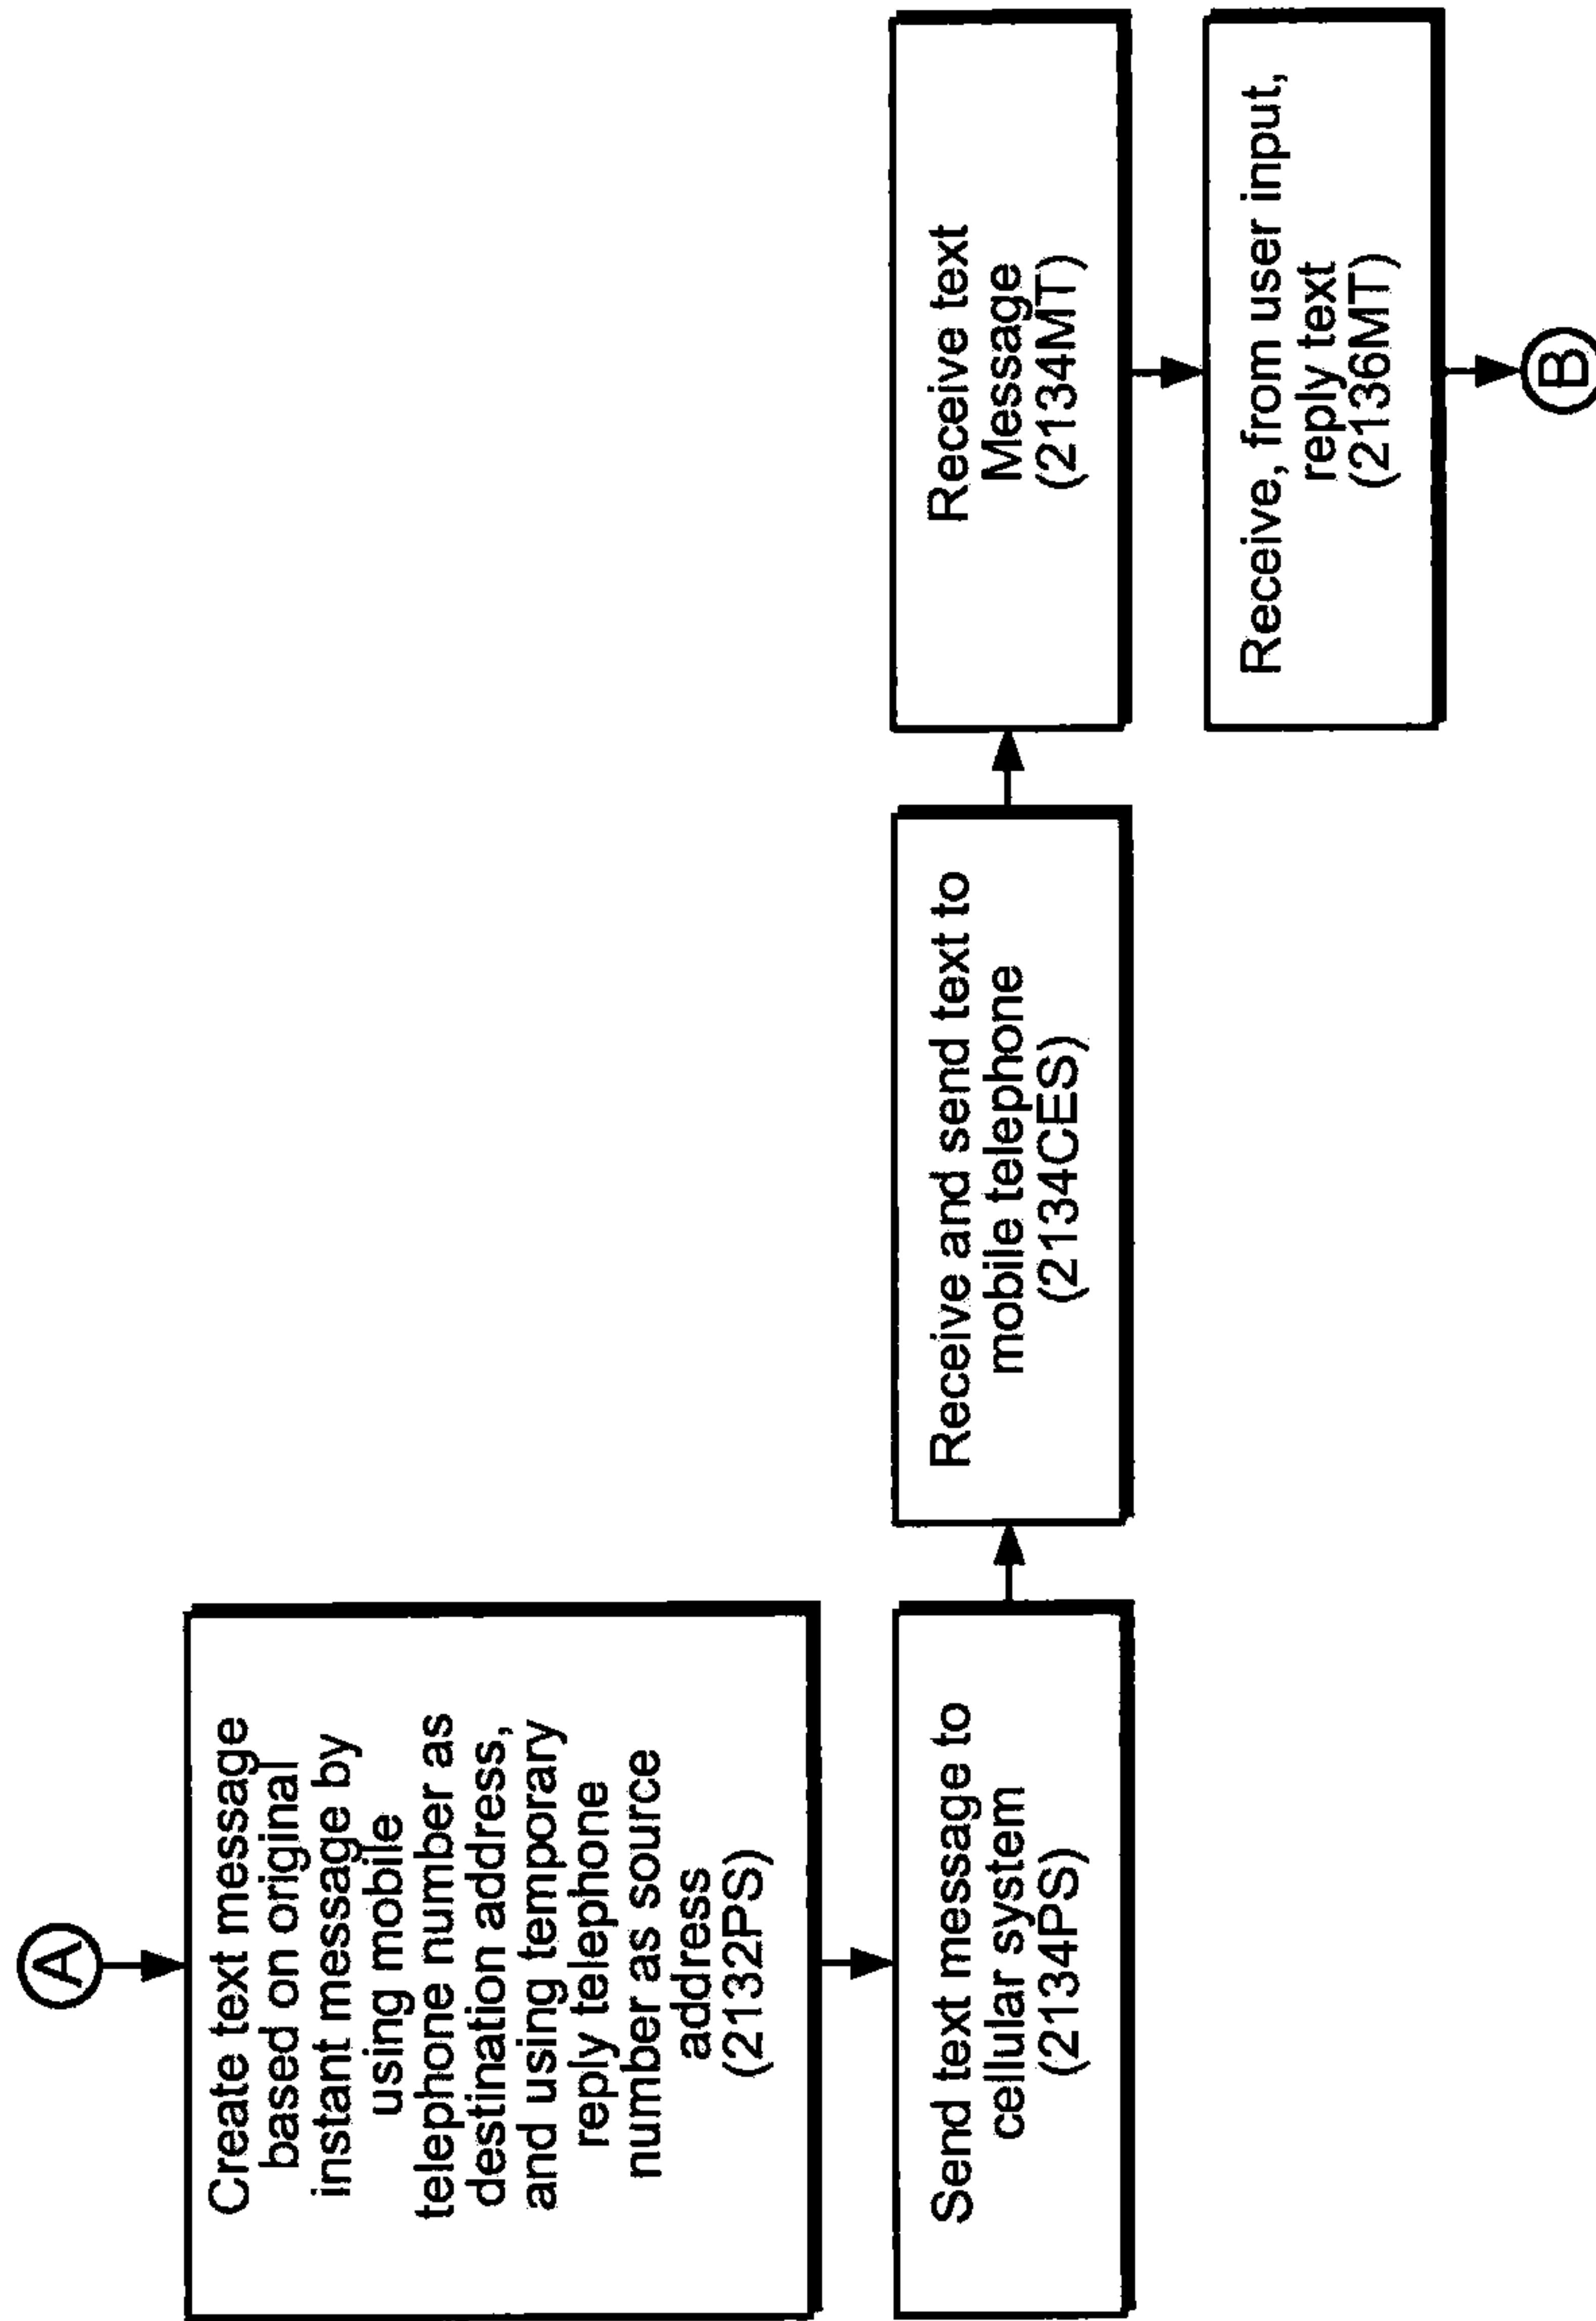 A
Create text message
based on original
instant message by
using mobile
telephone number as
destination address,
and using temporary
reply telephone
number as source
address
(2132PS)
Send text message to
cellular system
(2134PS)
Receive and send text to
mobile telephone
(2134CES)
Receive text
Message
(2134MT)
Receive, from user input,
reply text
(2136MT)
B